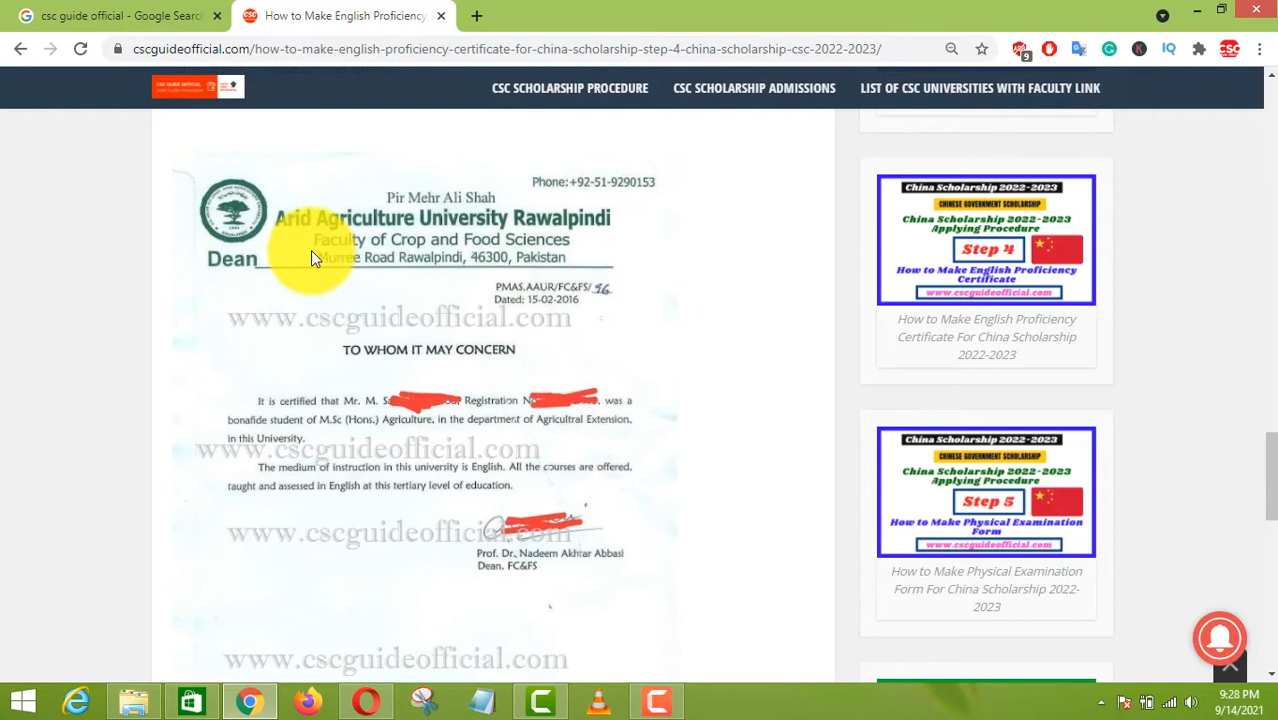 csc guide official - Google Search
How to Make English Proficiency
cscguideofficial.com/how-to-make-english-proficiency-certificate-for-china-scholarship-step-4-china-scholarship-csc-2022-2023/
9
K
IQ
CSC
CSC GUIDE OFFICIAL
CSC SCHOLARSHIP PROCEDURE
CSC SCHOLARSHIP ADMISSIONS
LIST OF CSC UNIVERSITIES WITH FACULTY LINK
Phone:+92-51-9290153
Pir Mehr Ali Shah
Arid Agriculture University Rawalpindi
Faculty of Crop and Food Sciences
Dean Murree Road Rawalpindi, 46300, Pakistan
PMAS.AAUR/FC&FS/ 96
Dated: 15-02-2016
www.cscguideofficial.com
TO WHOM IT MAY CONCERN
It is certified that Mr. M. Registration was a
bonafide student of M.Sc (Hons.) Agriculture, in the department of Agricultral Extension,
in this University.
www.cscguideofficial.com
The medium of instruction in this university is English. All the courses are offered,
taught and assessed in English at this tertiary level of education.
www.cscguideofficial.com
Prof. Dr., Nadeem Akhtar Abbasi
Dean, FC&FS
www.cscguideofficial.com
China Scholarship 2022-2023
CHINESE GOVERNMENT SCHOLARSHIP
China Scholarship 2022-2023
Applying Procedure
Step 4
How to Make English Proficiency
Certificate
www.cscguideofficial.com
How to Make English Proficiency
Certificate For China Scholarship
2022-2023
China Scholarship 2022-2023
CHINESE GOVERNMENT SCHOLARSHIP
China Scholarship 2022-2023
Applying Procedure
Step 5
How to Make Physical Examination
Form
www.cscguideofficial.com
How to Make Physical Examination
Form For China Scholarship 2022-
2023
9:28 PM
9/14/2021